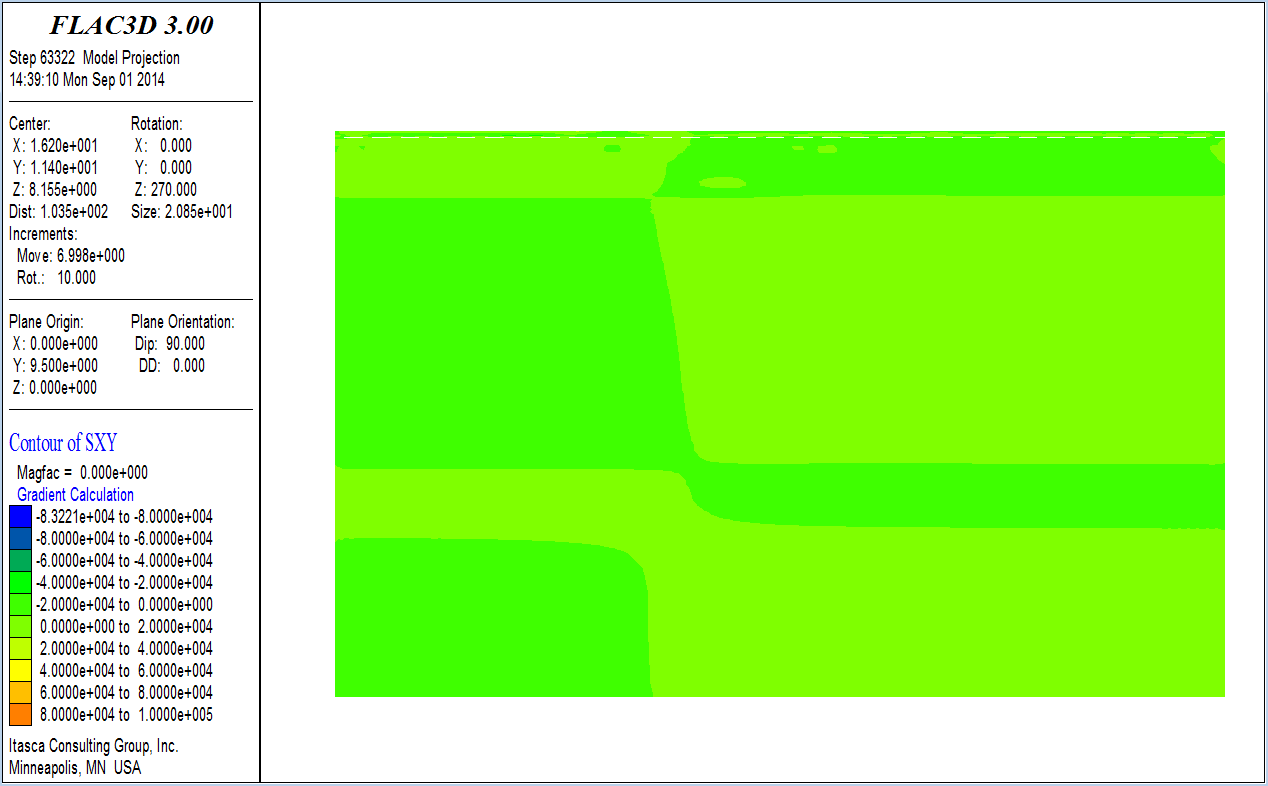 FLAC3D 3.00
Step 63322 Model Projection
14:39:10 Mon Sep 01 2014
Center: Rotation:
X: 1.620e+001 X: 0.000
Y: 1.140e+001 Y: 0.000
Z: 8.155e+000 Z: 270.000
Dist: 1.035e+002 Size: 2.085e+001
Increments:
Move: 6.998e+000
Rot.: 10.000
Plane Origin: Plane Orientation:
X: 0.000e+000 Dip: 90.000
Y: 9.500e+000 DD: 0.000
Z: 0.000e+000
Contour of SXY
Magfac = 0.000e+000
Gradient Calculation
-8.3221e+004 to -8.0000e+004
-8.0000e+004 to -6.0000e+004
-6.0000e+004 to -4.0000e+004
-4.0000e+004 to -2.0000e+004
-2.0000e+004 to 0.0000e+000
0.0000e+000 to 2.0000e+004
2.0000e+004 to 4.0000e+004
4.0000e+004 to 6.0000e+004
6.0000e+004 to 8.0000e+004
8.0000e+004 to 1.0000e+005
Itasca Consulting Group, Inc.
Minneapolis, MN USA